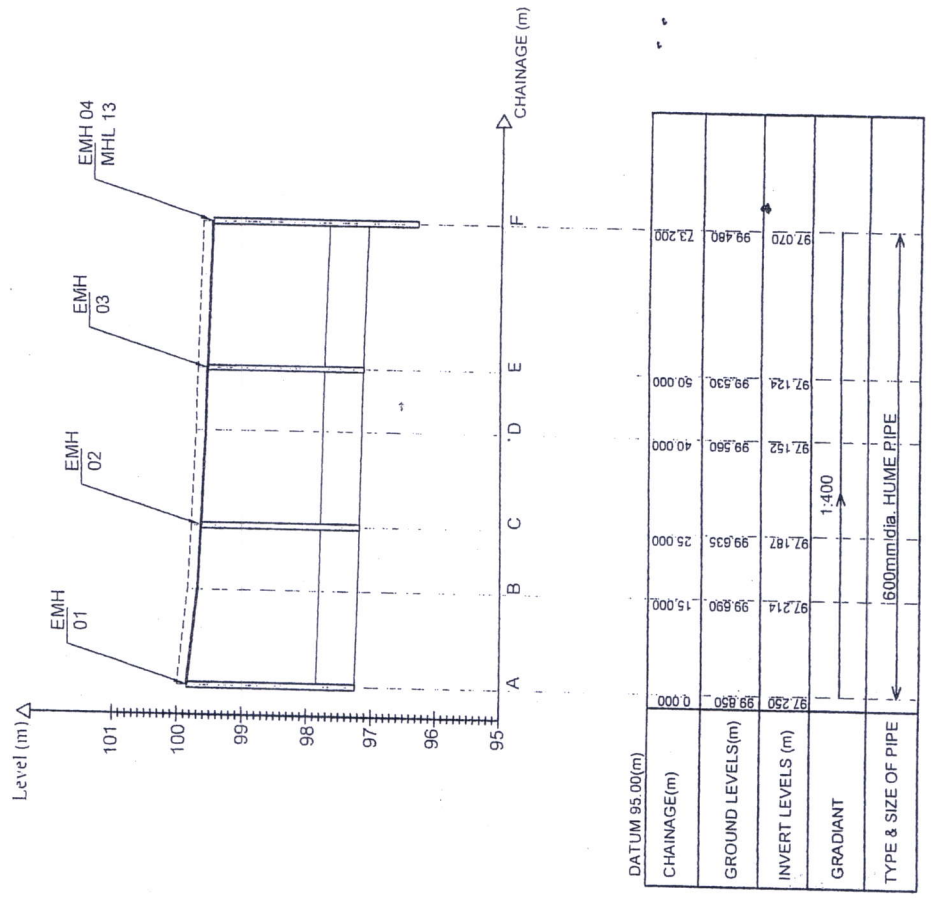 Level (m)
101
100
99
98
97
96
95
EMH
01
EMH
02
EMH
03
EMH 04
MHL 13
A
B
C
D
E
F
CHAINAGE (m)
DATUM 95.00(m)
CHAINAGE(m)
0.000
15.000
25.000
40.000
50.000
73.200
GROUND LEVELS(m)
99.850
99.690
99.635
99.560
99.530
99.480
INVERT LEVELS (m)
97.250
97.214
97.187
97.152
97.124
97.070
GRADIANT
1:400
TYPE & SIZE OF PIPE
600mm dia. HUME PIPE